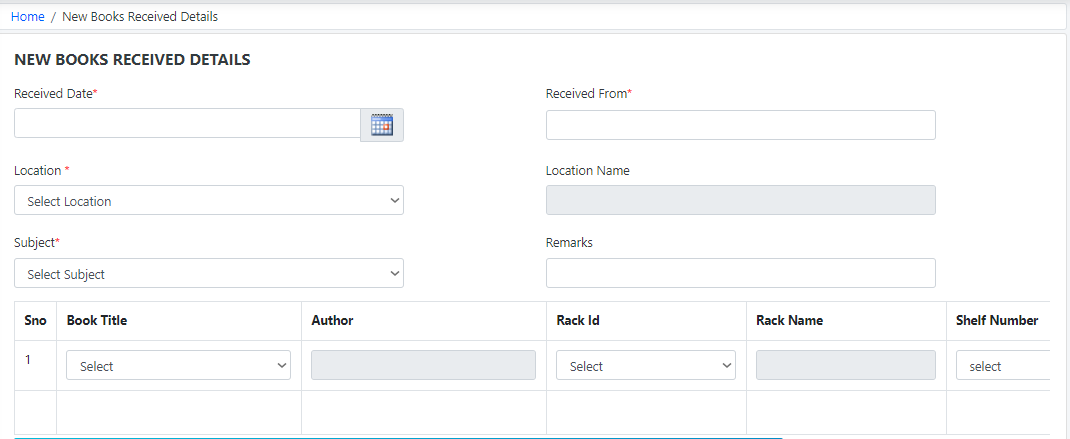 Home / New Books Received Details
NEW BOOKS RECEIVED DETAILS
Received Date*
Received From*
Location *
Location Name
Select Location
Subject*
Remarks
Select Subject
Sno Book Title Author Rack Id Rack Name Shelf Number
1 Select Select select